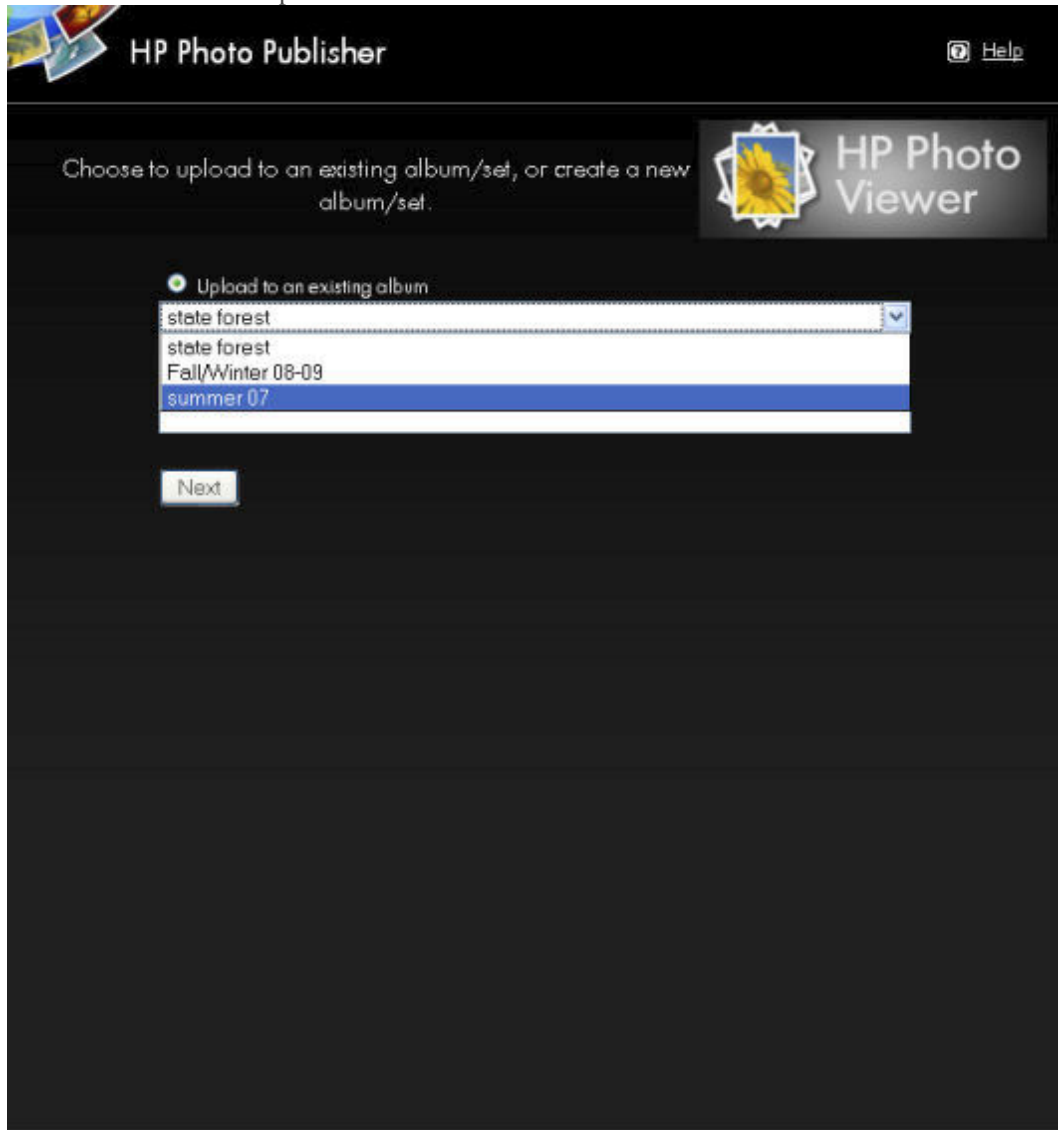 HP Photo Publisher
Help
Choose to upload to an existing album/set, or create a new
album/set.
HP Photo
Viewer
Upload to an existing album
state forest
state forest
Fall/Winter 08-09
summer 07
Next